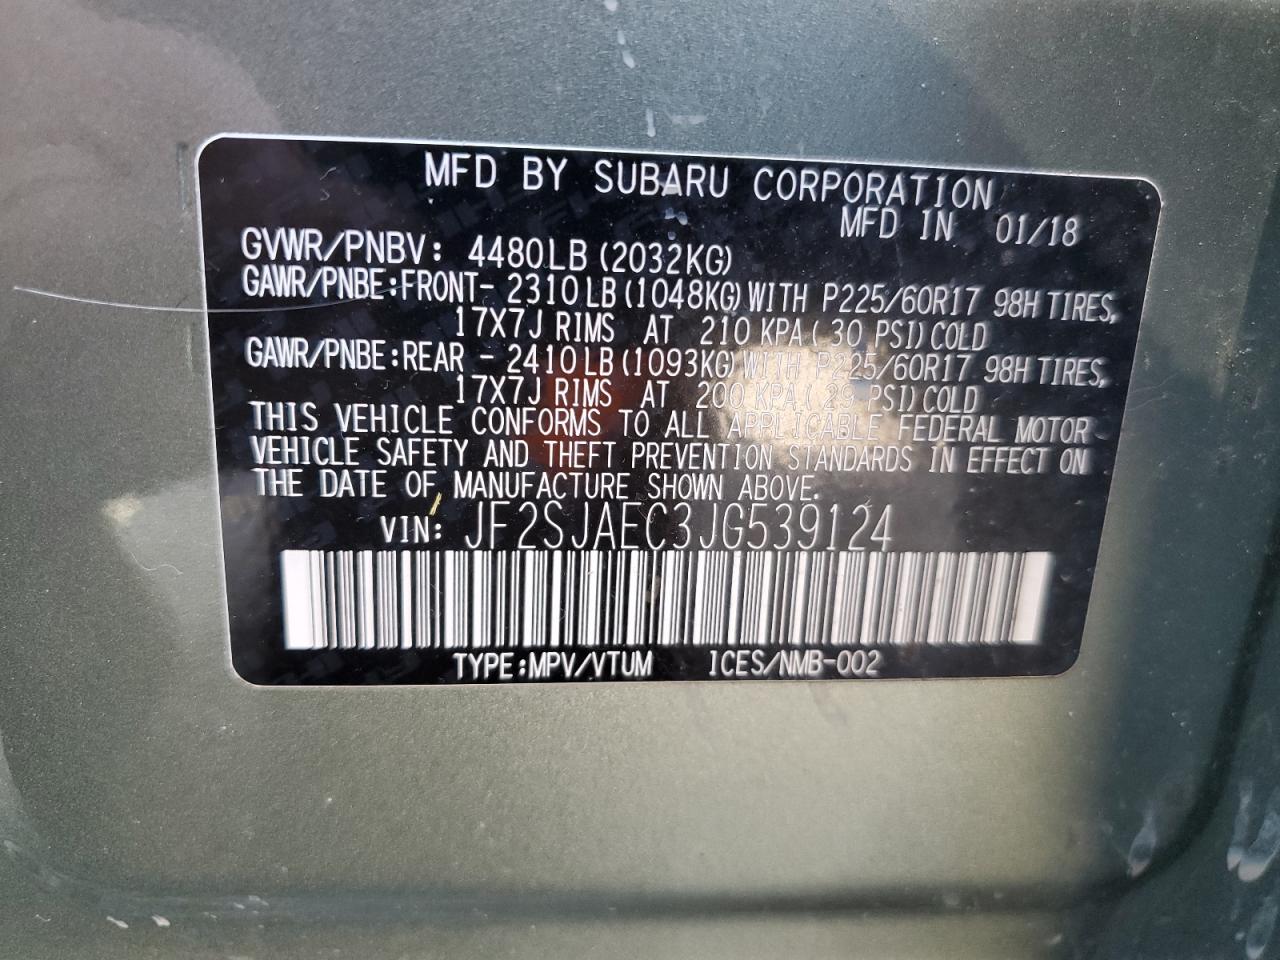 MFD BY SUBARU CORPORATION
MFD IN 01/18
GVWR/PNBV: 4480LB (2032KG)
GAWR/PNBE:FRONT- 2310LB (1048KG) WITH P225/60R17 98H TIRES,
17X7J RIMS AT 210 KPA ( 30 PSI) COLD
GAWR/PNBE:REAR - 2410LB (1093KG) WITH P225/60R17 98H TIRES,
17X7J RIMS AT 200 KPA ( 29 PSI) COLD
THIS VEHICLE CONFORMS TO ALL APPLICABLE FEDERAL MOTOR
VEHICLE SAFETY AND THEFT PREVENTION STANDARDS IN EFFECT ON
THE DATE OF MANUFACTURE SHOWN ABOVE.
VIN: JF2SJAEC3JG539124
TYPE:MPV/VTUM ICES/NMB-002